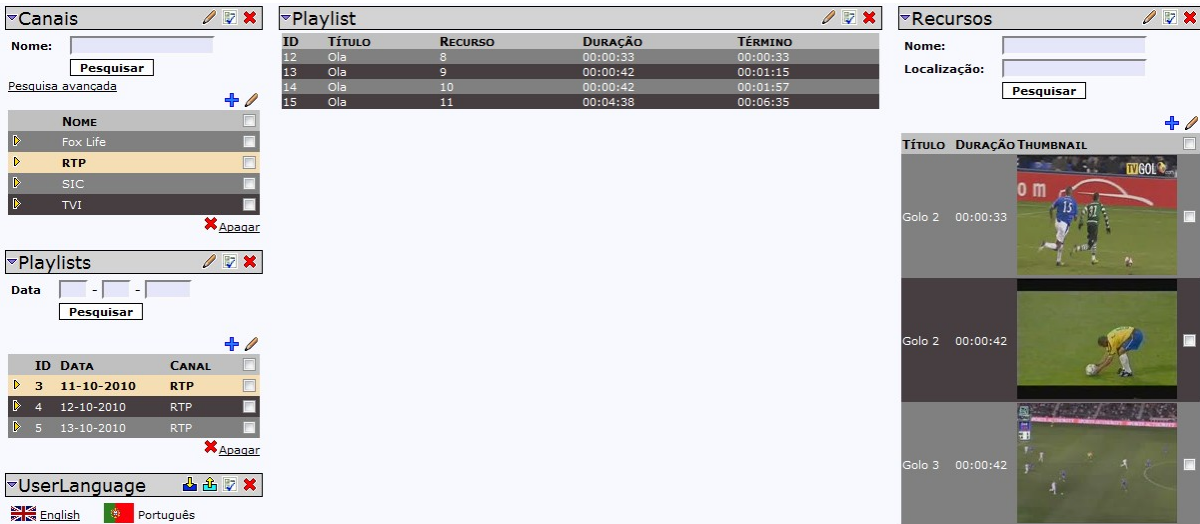 Canais
Nome:
Pesquisar
Pesquisa avançada
Nome
Fox Life
RTP
SIC
TVI
Apagar
Playlists
Data - -
Pesquisar
ID Data Canal
3 11-10-2010 RTP
4 12-10-2010 RTP
5 13-10-2010 RTP
Apagar
UserLanguage
English Português
Playlist
ID Título Recurso Duração Término
12 Ola 8 00:00:33 00:00:33
13 Ola 9 00:00:42 00:01:15
14 Ola 10 00:00:42 00:01:57
15 Ola 11 00:04:38 00:06:35
Recursos
Nome:
Localização:
Pesquisar
Título Duração Thumbnail
Golo 2 00:00:33
TVGOLO
om
15
Golo 2 00:00:42
Golo 3 00:00:42